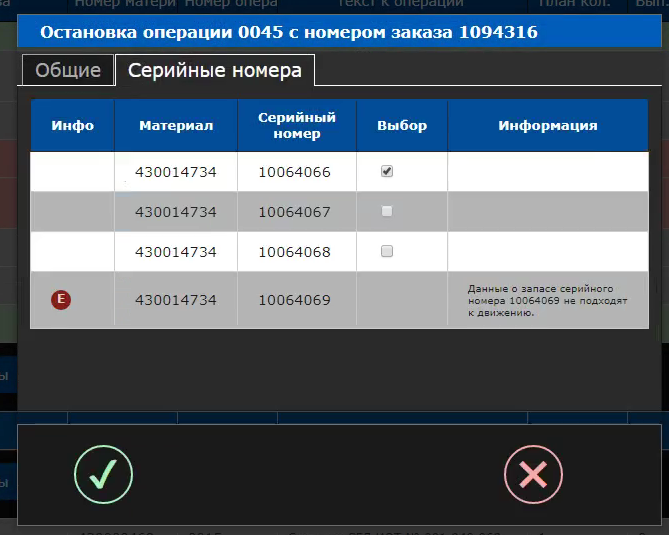 Номер матери Номер опера Текст к операции План кол. Вып.
Остановка операции 0045 с номером заказа 1094316
Общие Серийные номера
Инфо Материал Серийный номер Выбор Информация
430014734 10064066
430014734 10064067
430014734 10064068
E 430014734 10064069 Данные о запасе серийного
номера 10064069 не подходят
к движению.